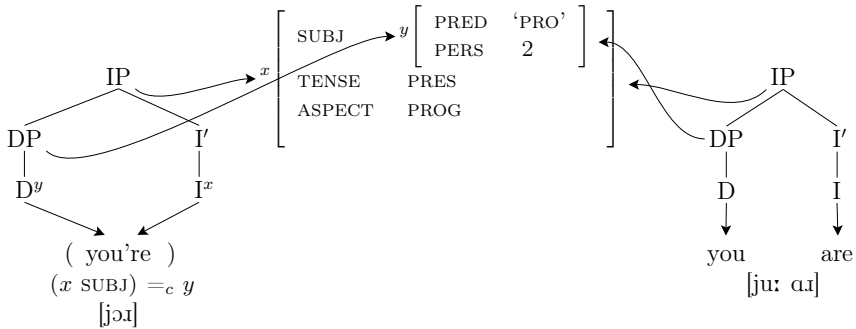 SUBJ y PRED ‘PRO’
PERS 2
x
TENSE PRES
ASPECT PROG
IP IP
DP I′ DP I′
Dʸ Iˣ D I
( you're ) you are
(x SUBJ) =c y [juː ɑɹ]
[jɔɹ]